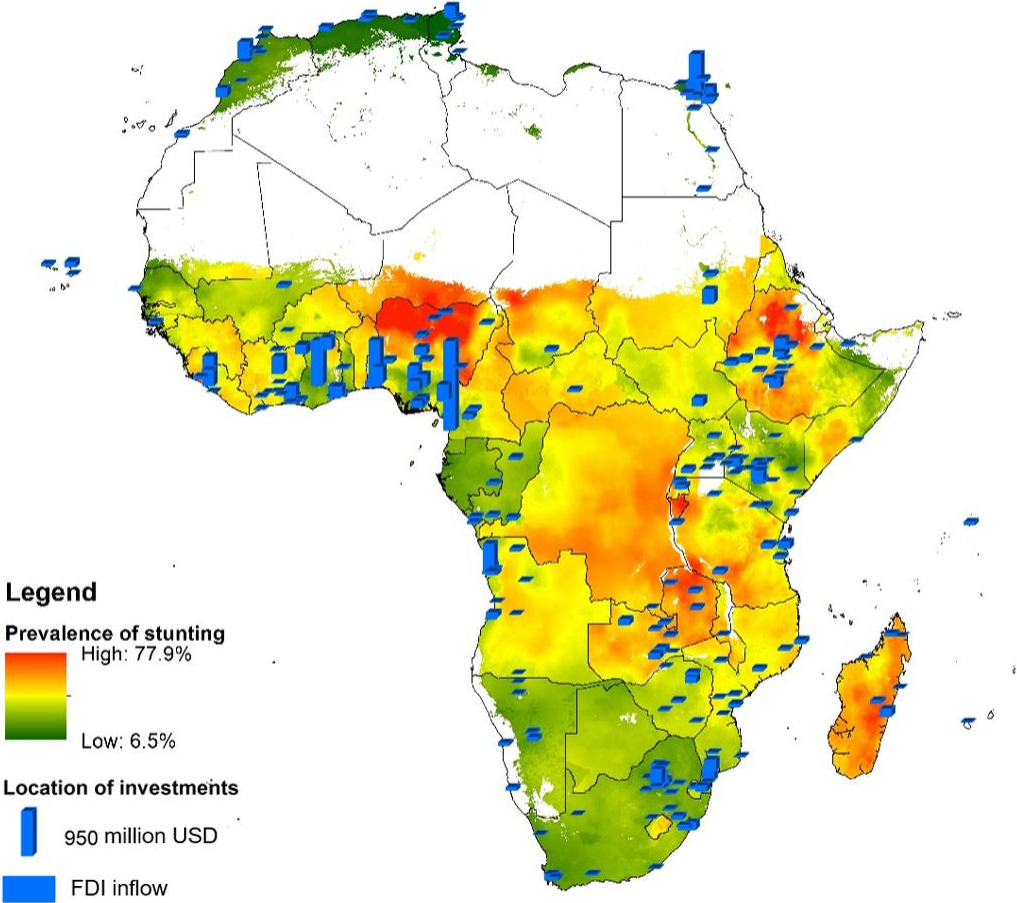 Legend
Prevalence of stunting
High: 77.9%
Low: 6.5%
Location of investments
950 million USD
FDI inflow